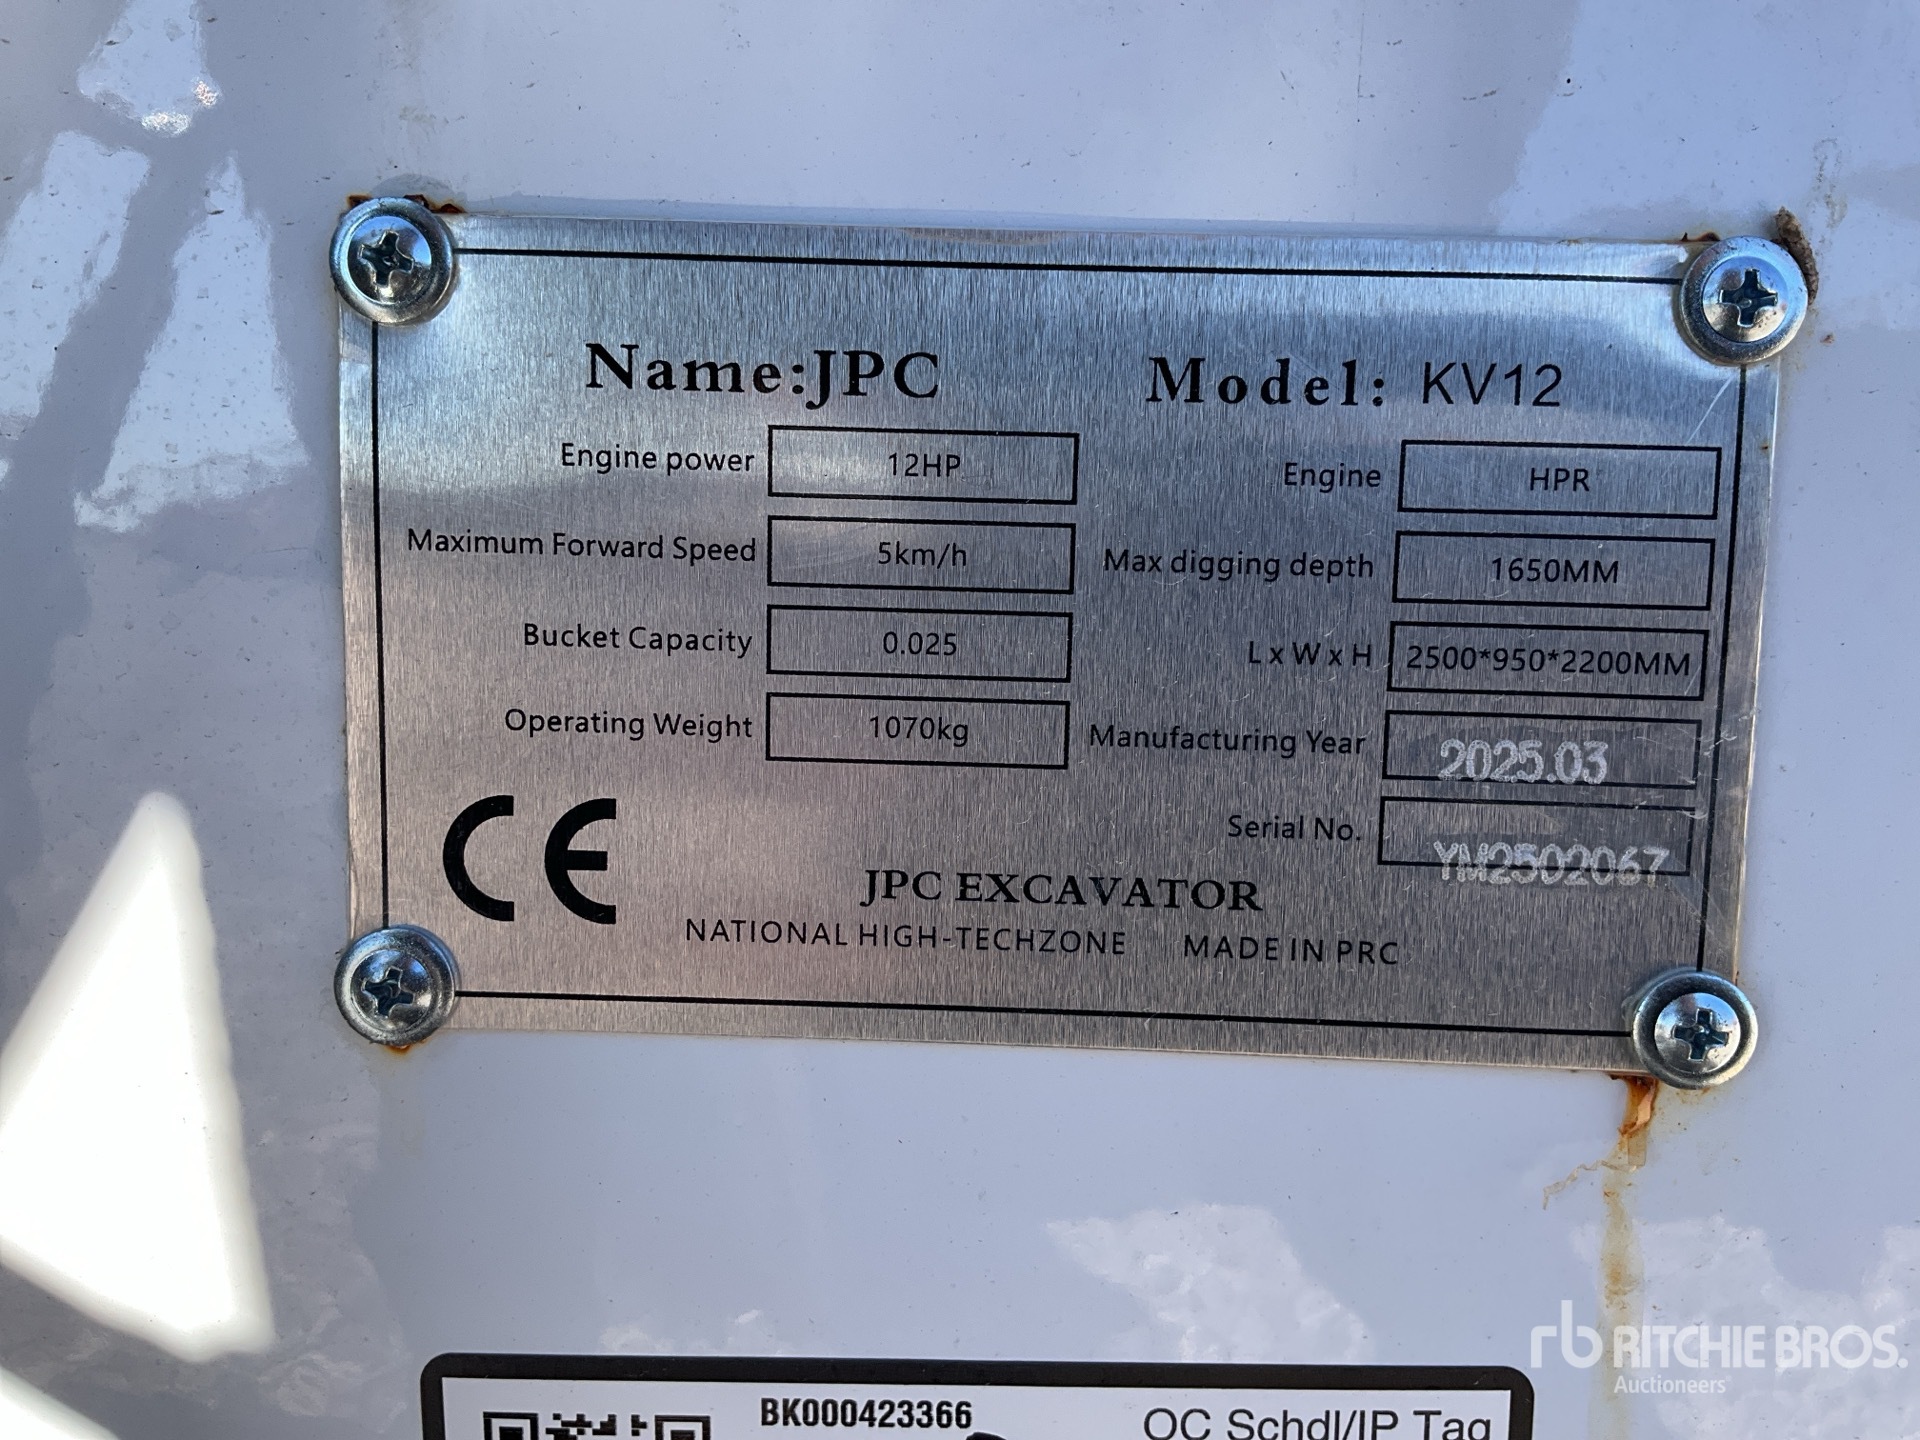 Name:JPC Model: KV12
Engine power 12HP Engine HPR
Maximum Forward Speed 5km/h Max digging depth 1650MM
Bucket Capacity 0.025 L x W x H 2500*950*2200MM
Operating Weight 1070kg Manufacturing Year 2025.03
Serial No. YM2502067
CE
JPC EXCAVATOR
NATIONAL HIGH-TECHZONE MADE IN PRC
rb RITCHIE BROS.
Auctioneers
BK000423366 OC Schdl/IP Tag